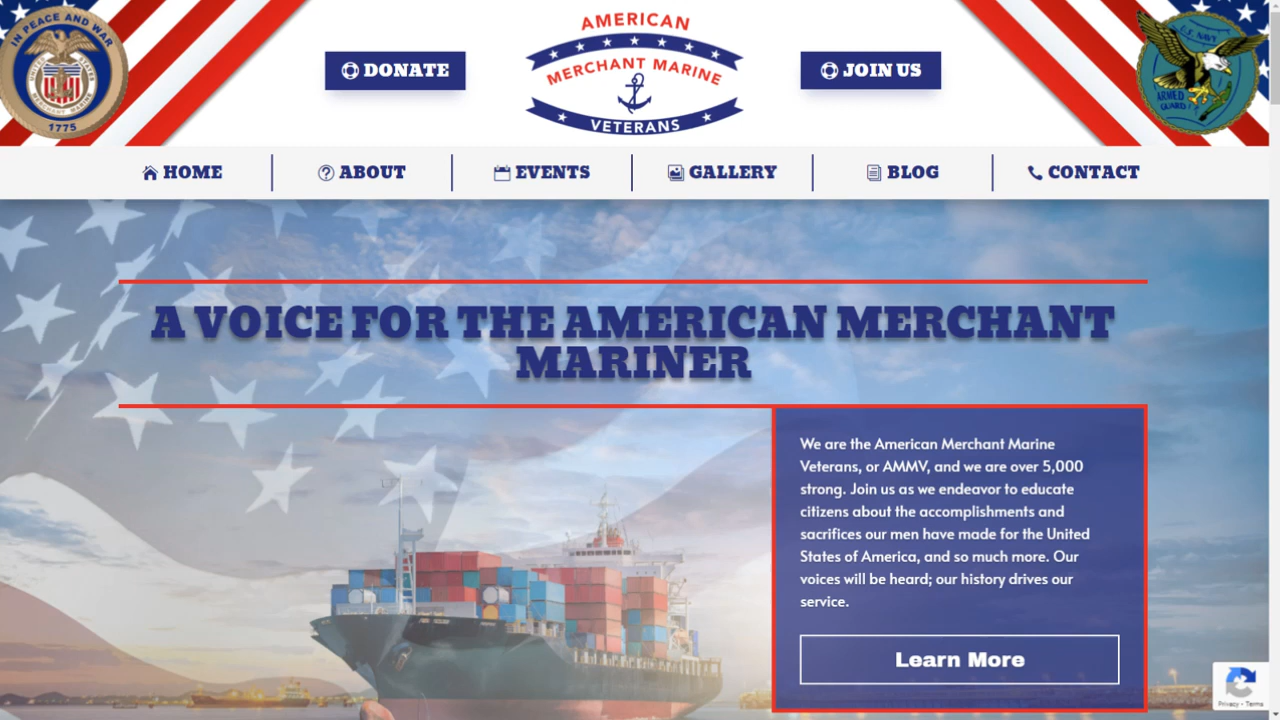 IN PEACE AND WAR
UNITED STATES
MERCHANT MARINE
1775
DONATE
AMERICAN
MERCHANT MARINE
VETERANS
JOIN US
U.S. NAVY
ARMED
GUARD
HOME
ABOUT
EVENTS
GALLERY
BLOG
CONTACT
A VOICE FOR THE AMERICAN MERCHANT
MARINER
We are the American Merchant Marine
Veterans, or AMMV, and we are over 5,000
strong. Join us as we endeavor to educate
citizens about the accomplishments and
sacrifices our men have made for the United
States of America, and so much more. Our
voices will be heard; our history drives our
service.
Learn More
Privacy - Terms